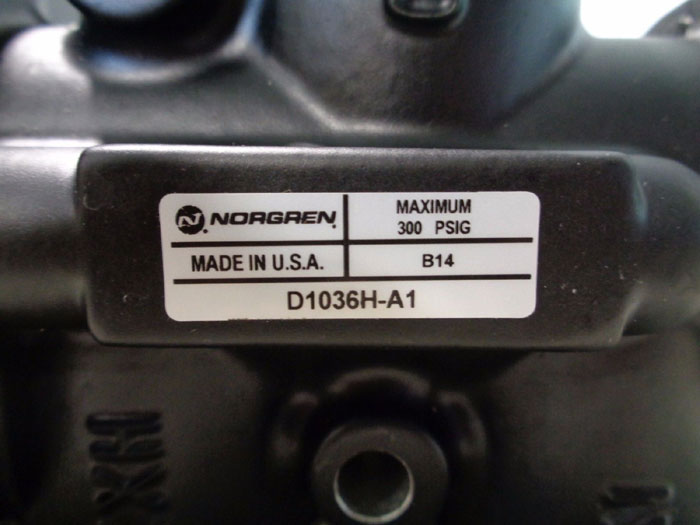 N NORGREN.
MAXIMUM
300 PSIG
MADE IN U.S.A.
B14
D1036H-A1